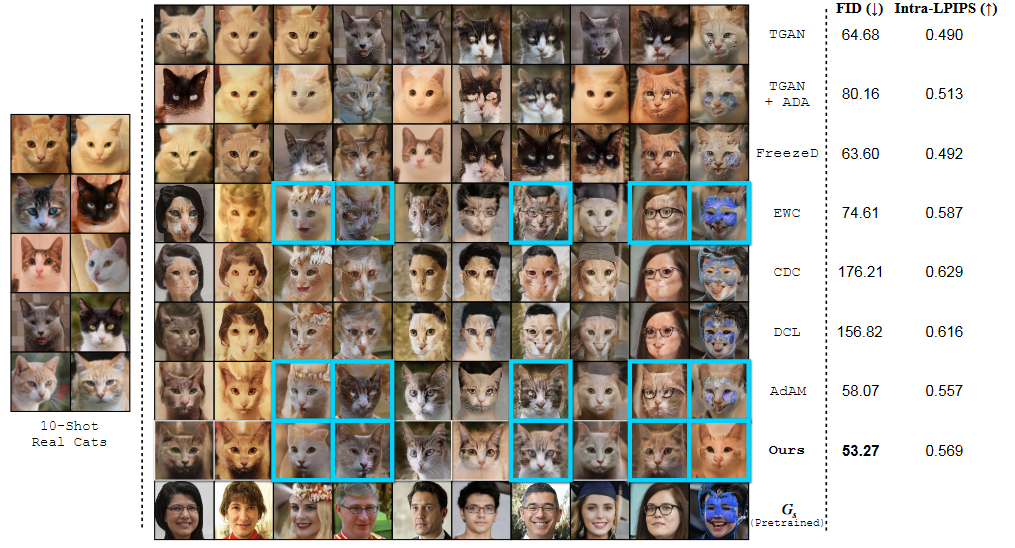 FID (↓) Intra-LPIPS (↑)
TGAN 64.68 0.490
TGAN
+ ADA 80.16 0.513
FreezeD 63.60 0.492
EWC 74.61 0.587
CDC 176.21 0.629
DCL 156.82 0.616
AdAM 58.07 0.557
Ours 53.27 0.569
Gs
(Pretrained)
10-Shot
Real Cats